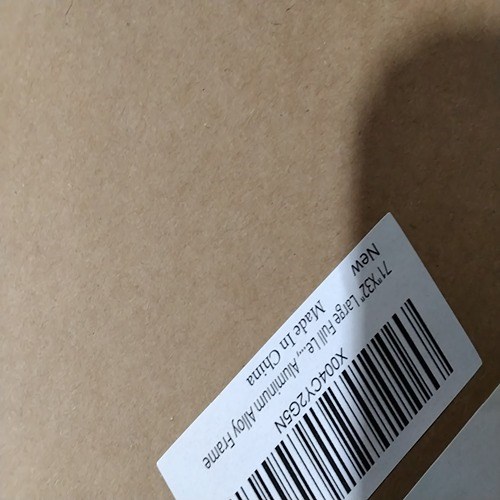 X004CY2G5N
71"X32" Large Full Le..., Aluminum Alloy Frame
New
Made In China